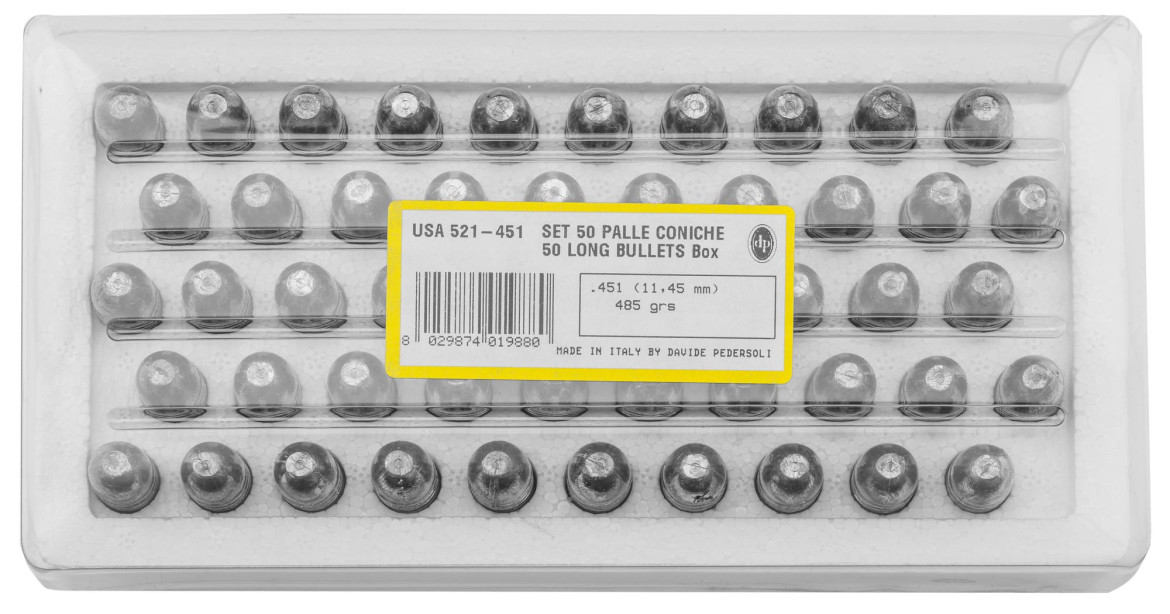 USA 521–451 SET 50 PALLE CONICHE
50 LONG BULLETS Box
dp
.451 (11,45 mm)
485 grs
8 029874 019880
MADE IN ITALY BY DAVIDE PEDERSOLI